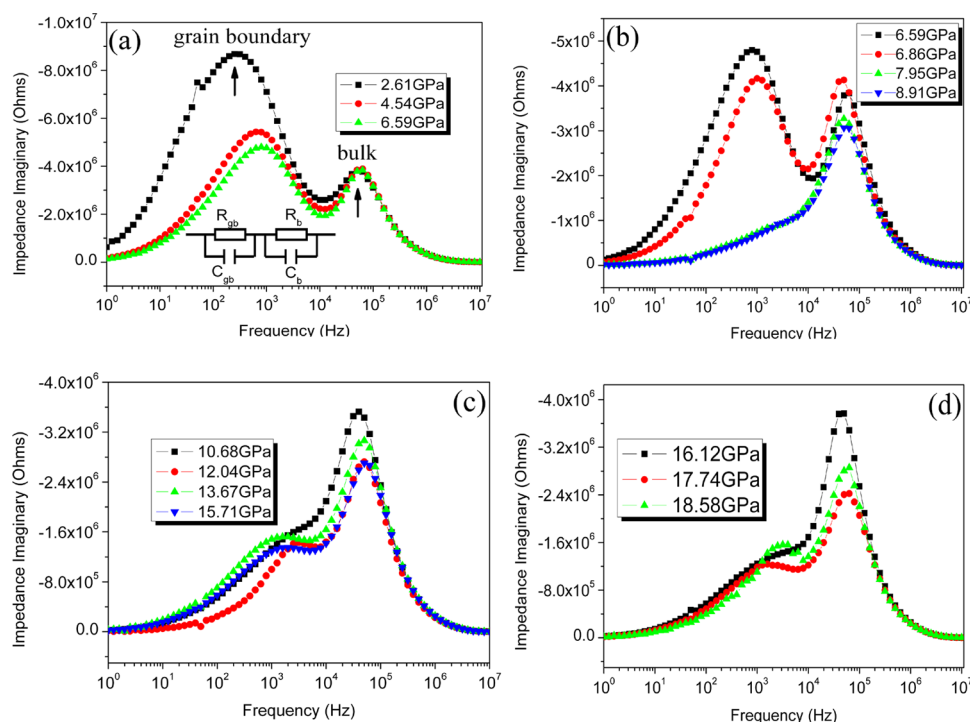 (a)
grain boundary
bulk
2.61GPa
4.54GPa
6.59GPa
R_gb
R_b
C_gb
C_b
Impedance Imaginary (Ohms)
-1.0x10^7
-8.0x10^6
-6.0x10^6
-4.0x10^6
-2.0x10^6
0.0
10^0 10^1 10^2 10^3 10^4 10^5 10^6 10^7
Frequency (Hz)
(b)
6.59GPa
6.86GPa
7.95GPa
8.91GPa
Impedance Imaginary (Ohms)
-5x10^6
-4x10^6
-3x10^6
-2x10^6
-1x10^6
0
10^0 10^1 10^2 10^3 10^4 10^5 10^6 10^7
Frequency (Hz)
(c)
10.68GPa
12.04GPa
13.67GPa
15.71GPa
Impedance Imaginary (Ohms)
-4.0x10^6
-3.2x10^6
-2.4x10^6
-1.6x10^6
-8.0x10^5
0.0
10^0 10^1 10^2 10^3 10^4 10^5 10^6 10^7
Frequency (Hz)
(d)
16.12GPa
17.74GPa
18.58GPa
Impedance Imaginary (Ohms)
-4.0x10^6
-3.2x10^6
-2.4x10^6
-1.6x10^6
-8.0x10^5
0.0
10^0 10^1 10^2 10^3 10^4 10^5 10^6 10^7
Frequency (Hz)